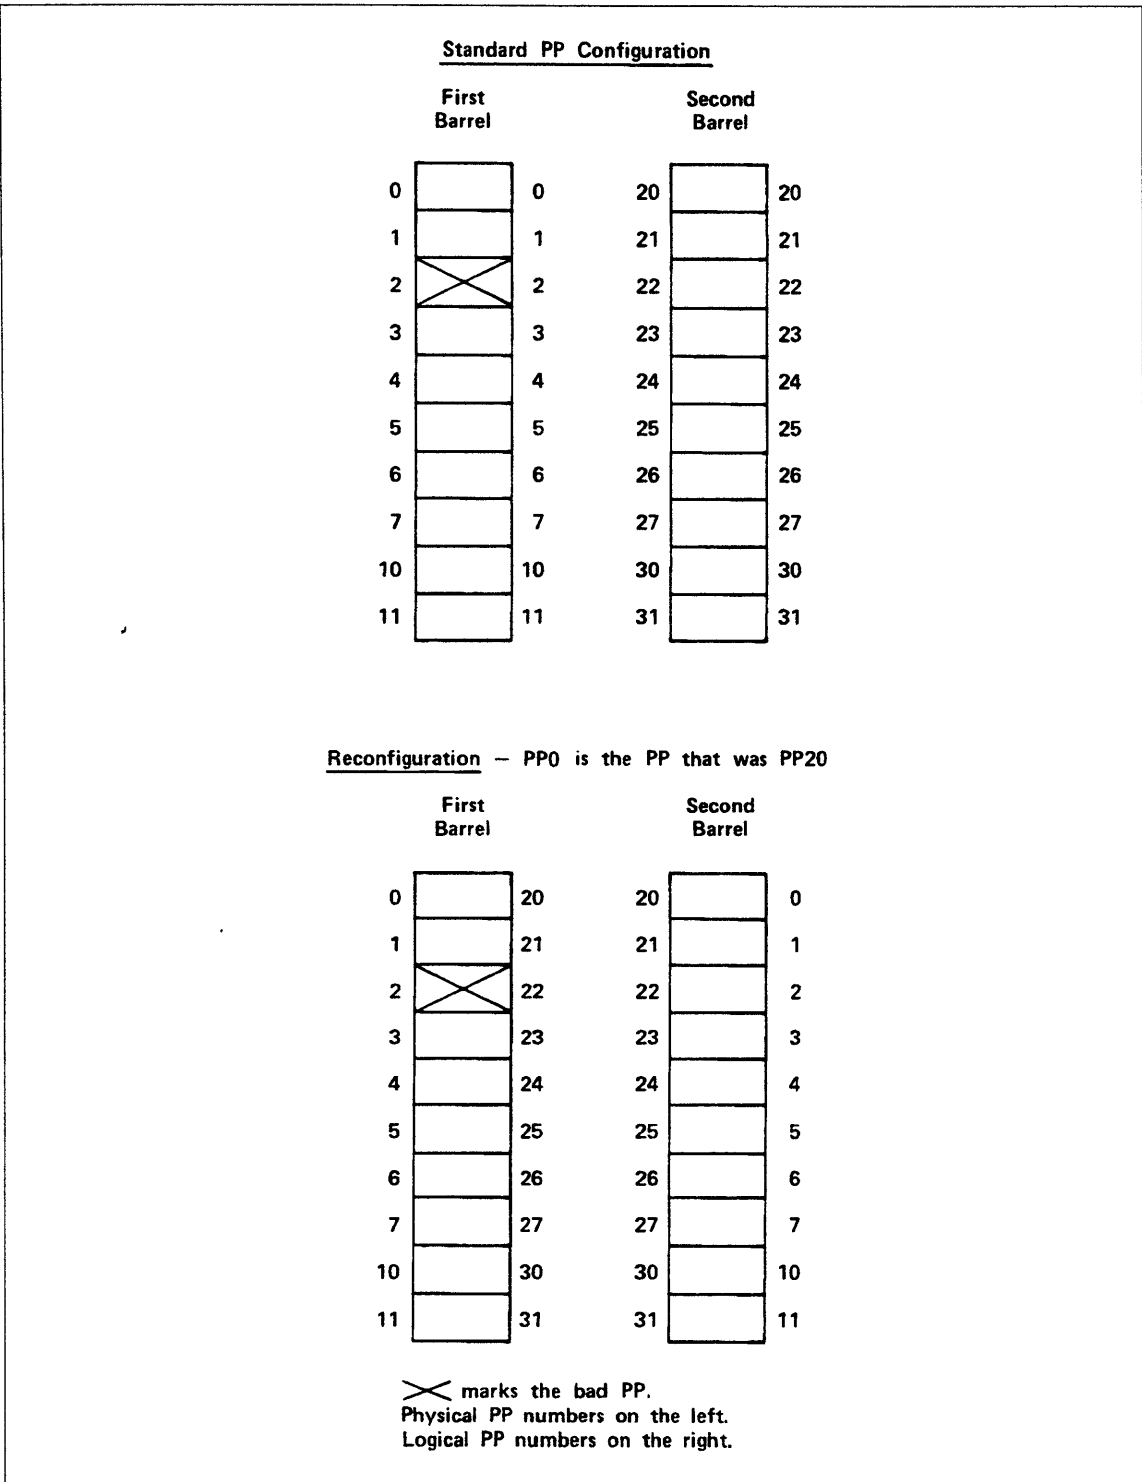 Standard PP Configuration
First Second
Barrel Barrel
0 0 20 20
1 1 21 21
2 2 22 22
3 3 23 23
4 4 24 24
5 5 25 25
6 6 26 26
7 7 27 27
10 10 30 30
11 11 31 31
Reconfiguration — PP0 is the PP that was PP20
First Second
Barrel Barrel
0 20 20 0
1 21 21 1
2 22 22 2
3 23 23 3
4 24 24 4
5 25 25 5
6 26 26 6
7 27 27 7
10 30 30 10
11 31 31 11
marks the bad PP.
Physical PP numbers on the left.
Logical PP numbers on the right.